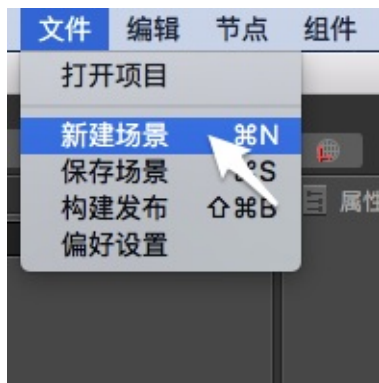 文件 编辑 节点 组件
打开项目
新建场景 ⌘N
保存场景 ⌘S
构建发布 ⇧⌘B
偏好设置
属性